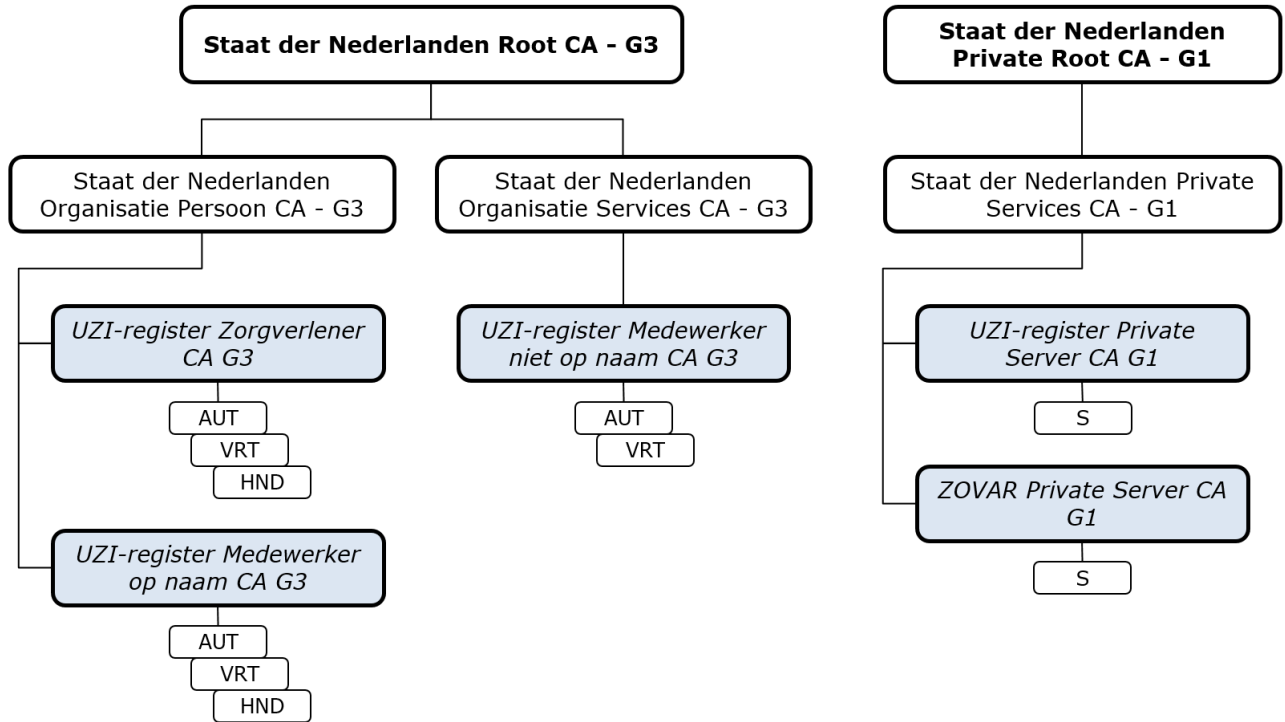 Staat der Nederlanden Root CA - G3
Staat der Nederlanden
Private Root CA - G1
Staat der Nederlanden
Organisatie Persoon CA - G3
Staat der Nederlanden
Organisatie Services CA - G3
Staat der Nederlanden Private
Services CA - G1
UZI-register Zorgverlener
CA G3
AUT
VRT
HND
UZI-register Medewerker
op naam CA G3
AUT
VRT
HND
UZI-register Medewerker
niet op naam CA G3
AUT
VRT
UZI-register Private
Server CA G1
S
ZOVAR Private Server CA
G1
S